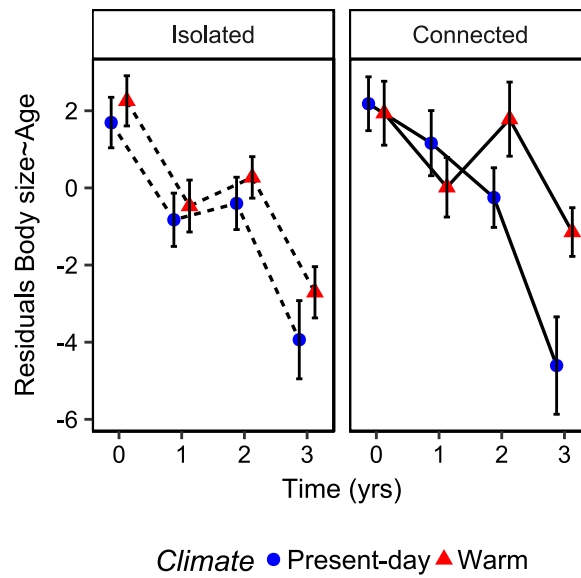 Isolated Connected
Residuals Body size~Age
2
0
-2
-4
-6
0 1 2 3 0 1 2 3
Time (yrs)
Climate Present-day Warm